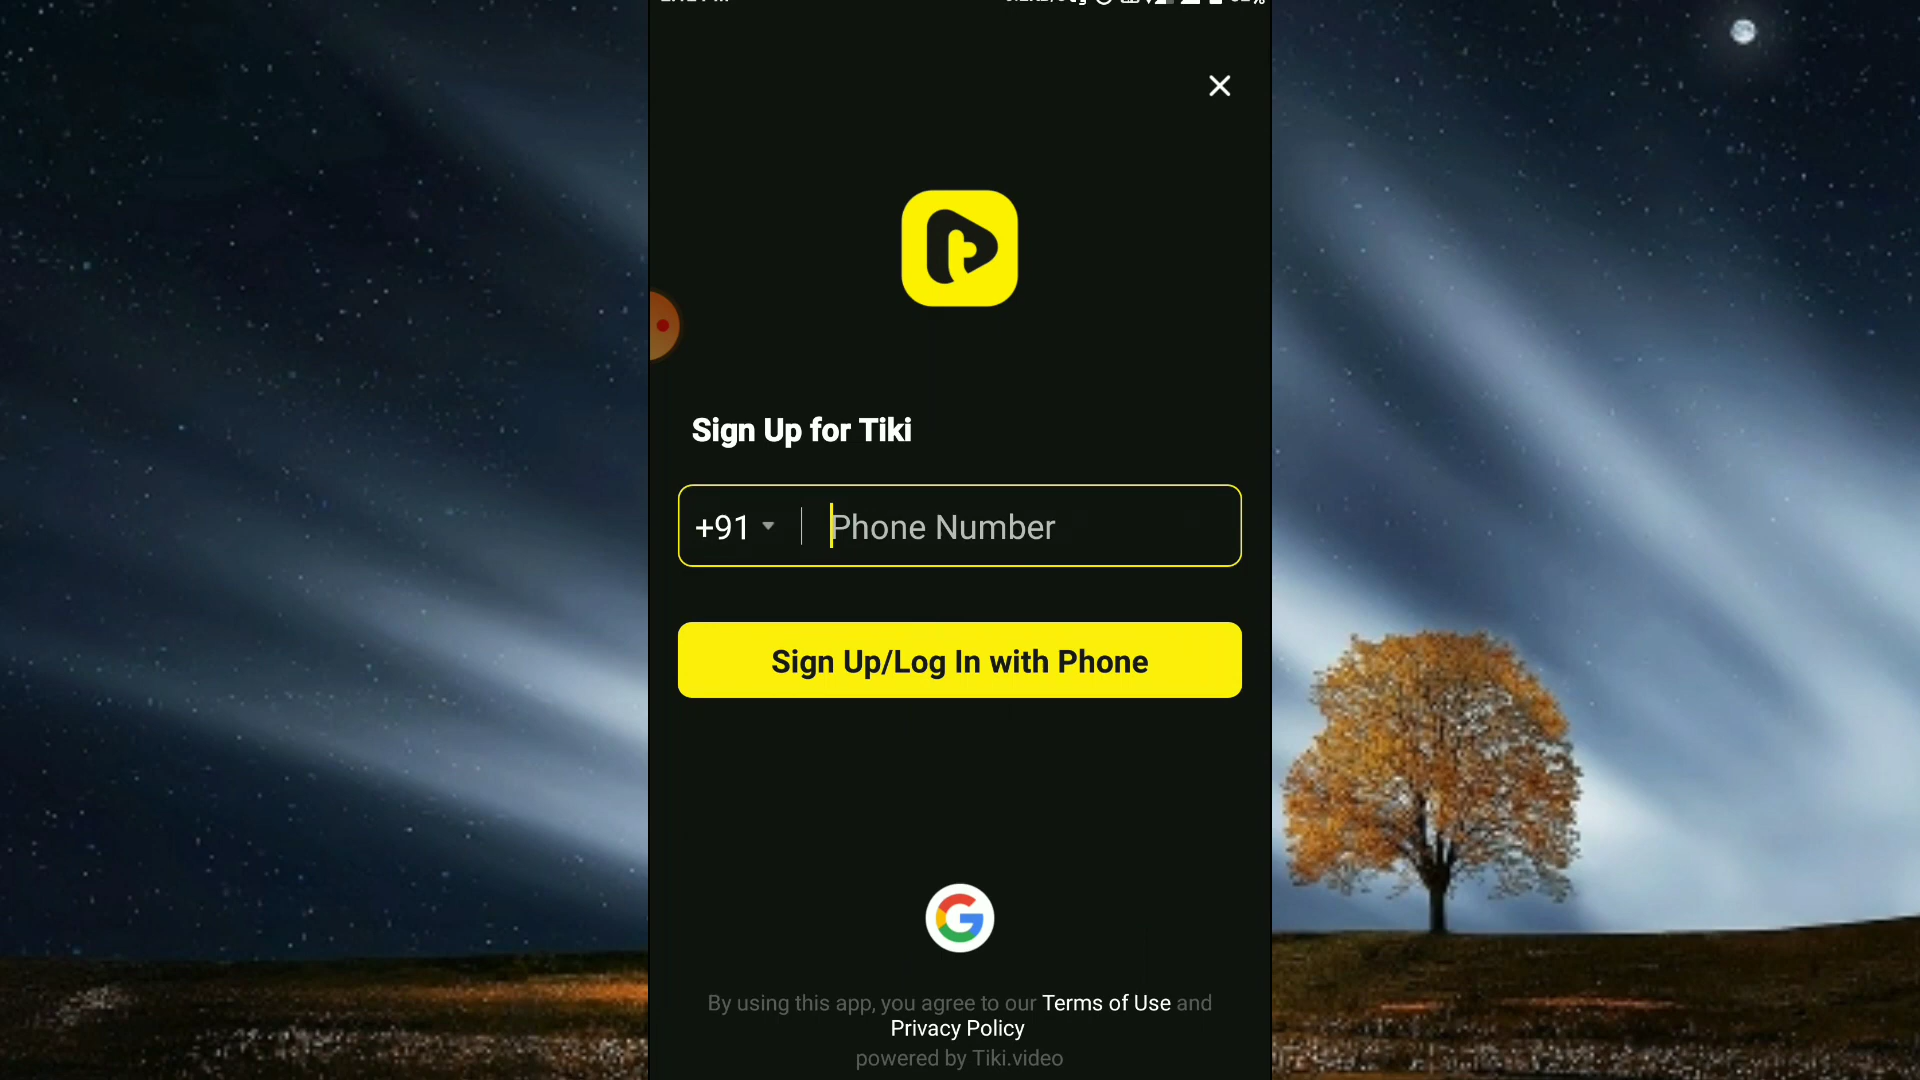 Sign Up for Tiki
+91
Phone Number
Sign Up/Log In with Phone
By using this app, you agree to our Terms of Use and
Privacy Policy
powered by Tiki.video